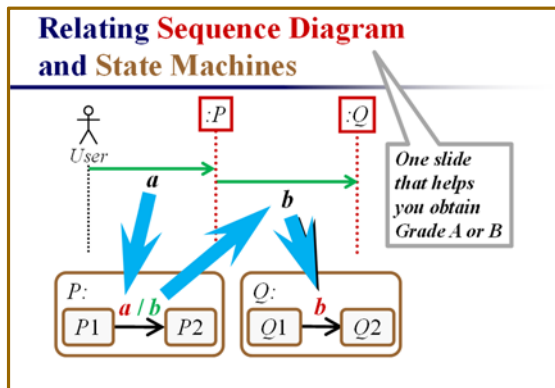 Relating Sequence Diagram
and State Machines
:P
:Q
User
a
b
One slide
that helps
you obtain
Grade A or B
P:
a / b
P1
P2
Q:
b
Q1
Q2